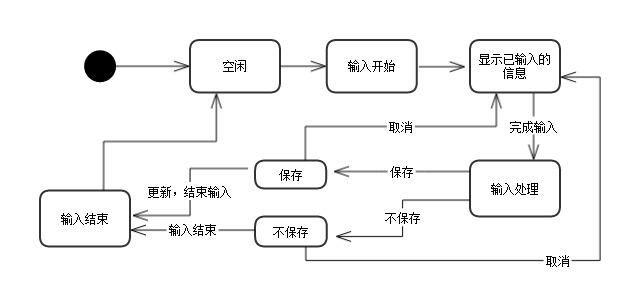 空闲
输入开始
显示已输入的
信息
取消
完成输入
保存
保存
更新，结束输入
输入处理
不保存
输入结束
输入结束
不保存
取消